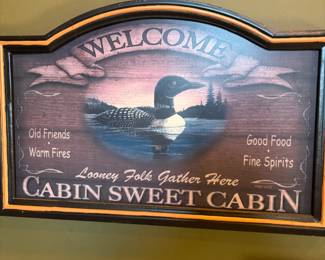 WELCOME
Old Friends
•
Warm Fires
Good Food
•
Fine Spirits
Looney Folk Gather Here
CABIN SWEET CABIN